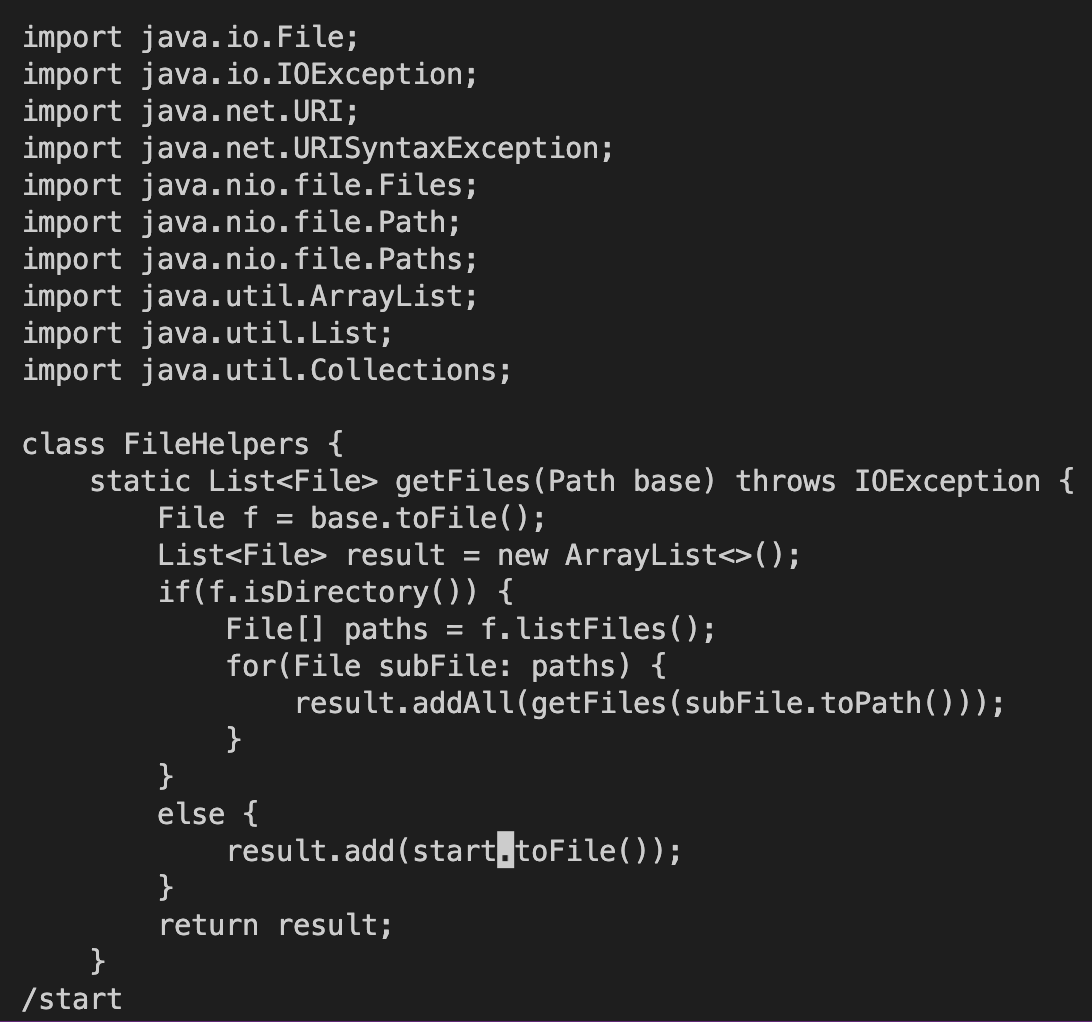 import java.io.File;
import java.io.IOException;
import java.net.URI;
import java.net.URISyntaxException;
import java.nio.file.Files;
import java.nio.file.Path;
import java.nio.file.Paths;
import java.util.ArrayList;
import java.util.List;
import java.util.Collections;

class FileHelpers {
    static List<File> getFiles(Path base) throws IOException {
        File f = base.toFile();
        List<File> result = new ArrayList<>();
        if(f.isDirectory()) {
            File[] paths = f.listFiles();
            for(File subFile: paths) {
                result.addAll(getFiles(subFile.toPath()));
            }
        }
        else {
            result.add(start.toFile());
        }
        return result;
    }
/start